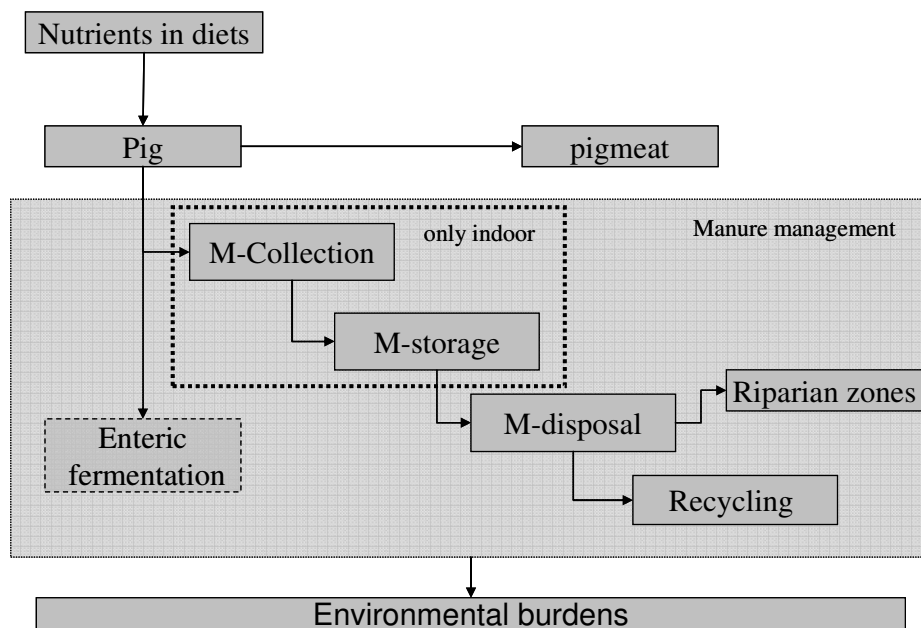 Nutrients in diets
Pig
pigmeat
only indoor
Manure management
M-Collection
M-storage
Riparian zones
M-disposal
Enteric
fermentation
Recycling
Environmental burdens